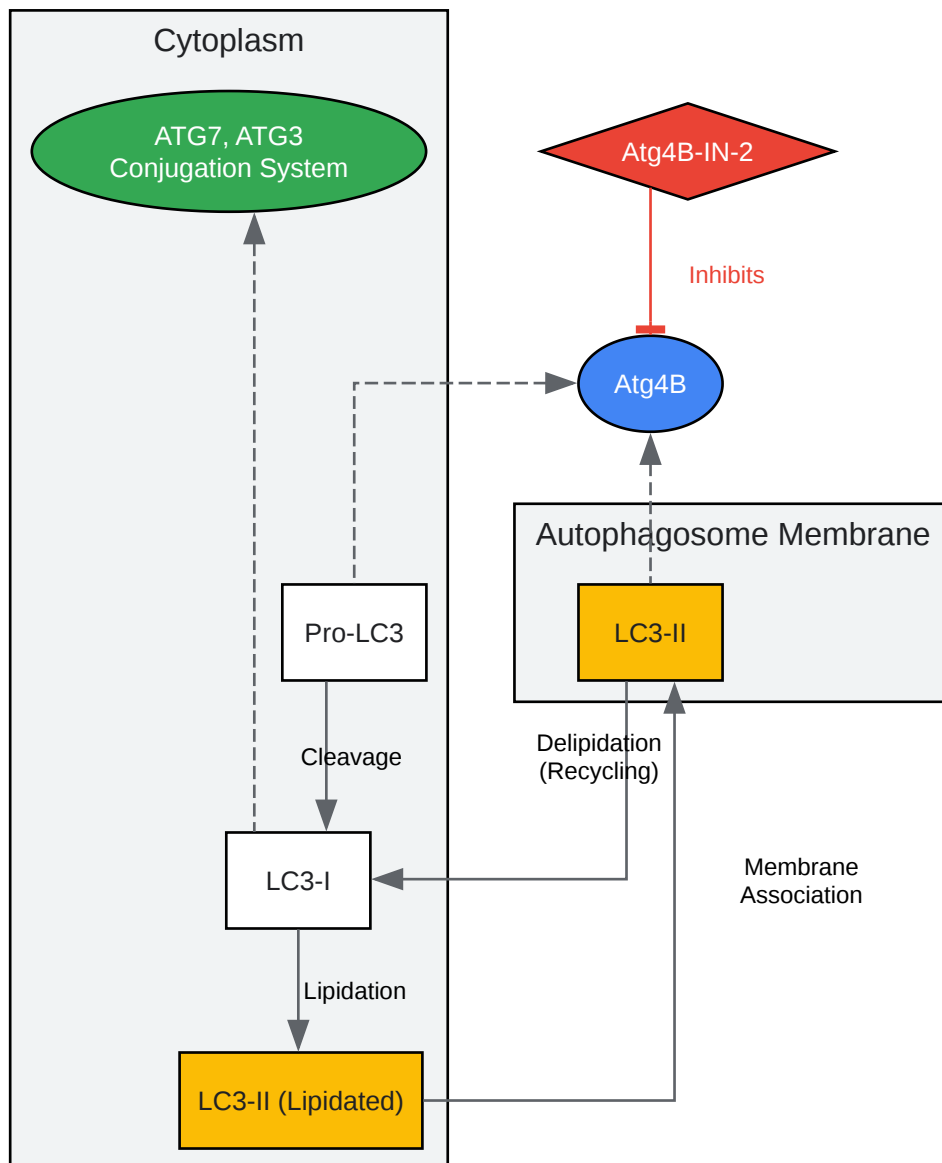 Cytoplasm
ATG7, ATG3
Conjugation System
Atg4B-IN-2
Inhibits
Atg4B
Autophagosome Membrane
Pro-LC3
LC3-II
Cleavage
Delipidation
(Recycling)
LC3-I
Membrane
Association
Lipidation
LC3-II (Lipidated)